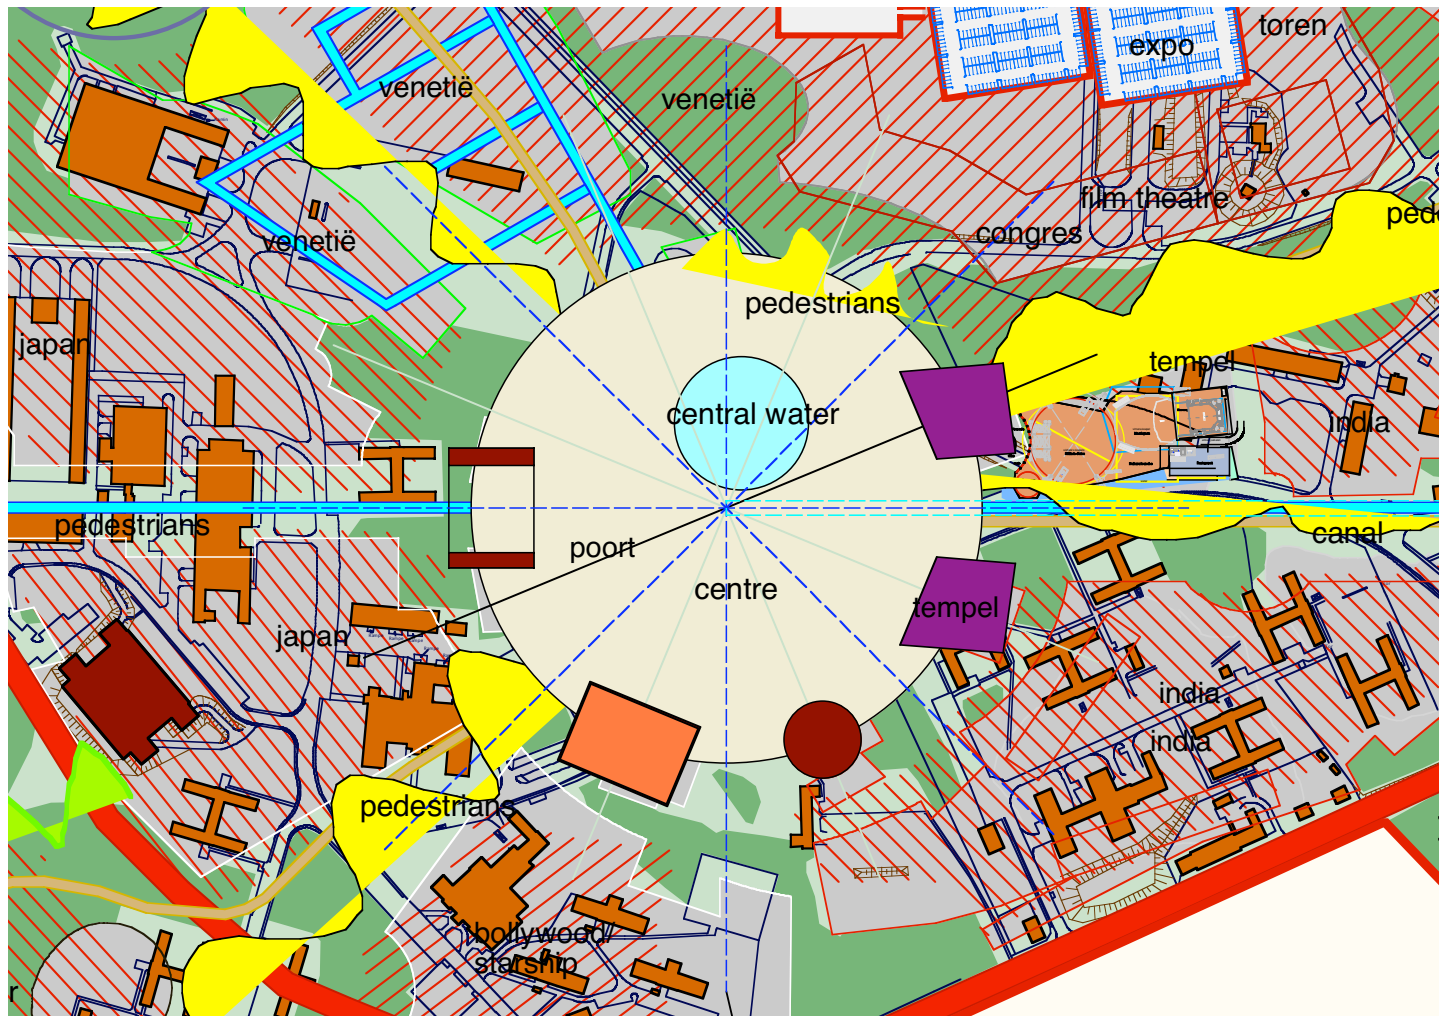 toren
expo
venetië
venetië
film theatre
pede
congres
venetië
pedestrians
japan
tempel
central water
india
pedestrians
canal
poort
centre
tempel
japan
india
india
pedestrians
bollywood/
starship
r